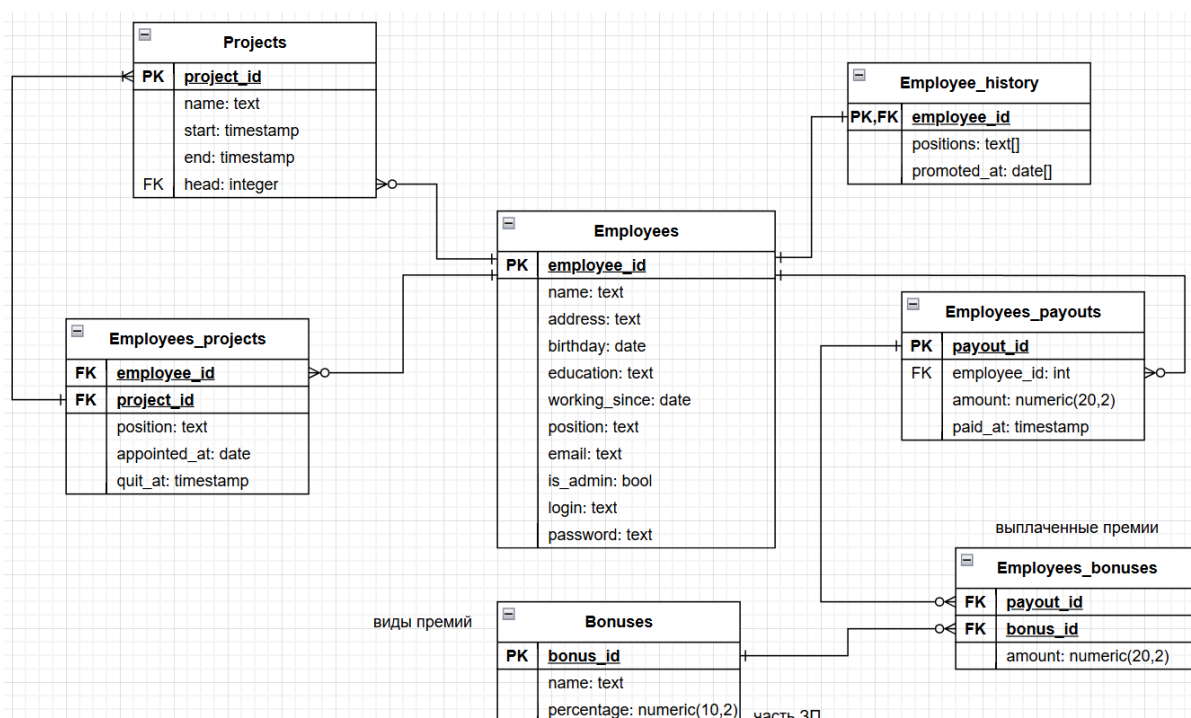 Projects
PK project_id
name: text
start: timestamp
end: timestamp
FK head: integer
Employee_history
PK,FK employee_id
positions: text[]
promoted_at: date[]
Employees
PK employee_id
name: text
address: text
birthday: date
education: text
working_since: date
position: text
email: text
is_admin: bool
login: text
password: text
Employees_projects
FK employee_id
FK project_id
position: text
appointed_at: date
quit_at: timestamp
Employees_payouts
PK payout_id
FK employee_id: int
amount: numeric(20,2)
paid_at: timestamp
выплаченные премии
Employees_bonuses
FK payout_id
FK bonus_id
amount: numeric(20,2)
виды премий
Bonuses
PK bonus_id
name: text
percentage: numeric(10,2)
часть ЗП